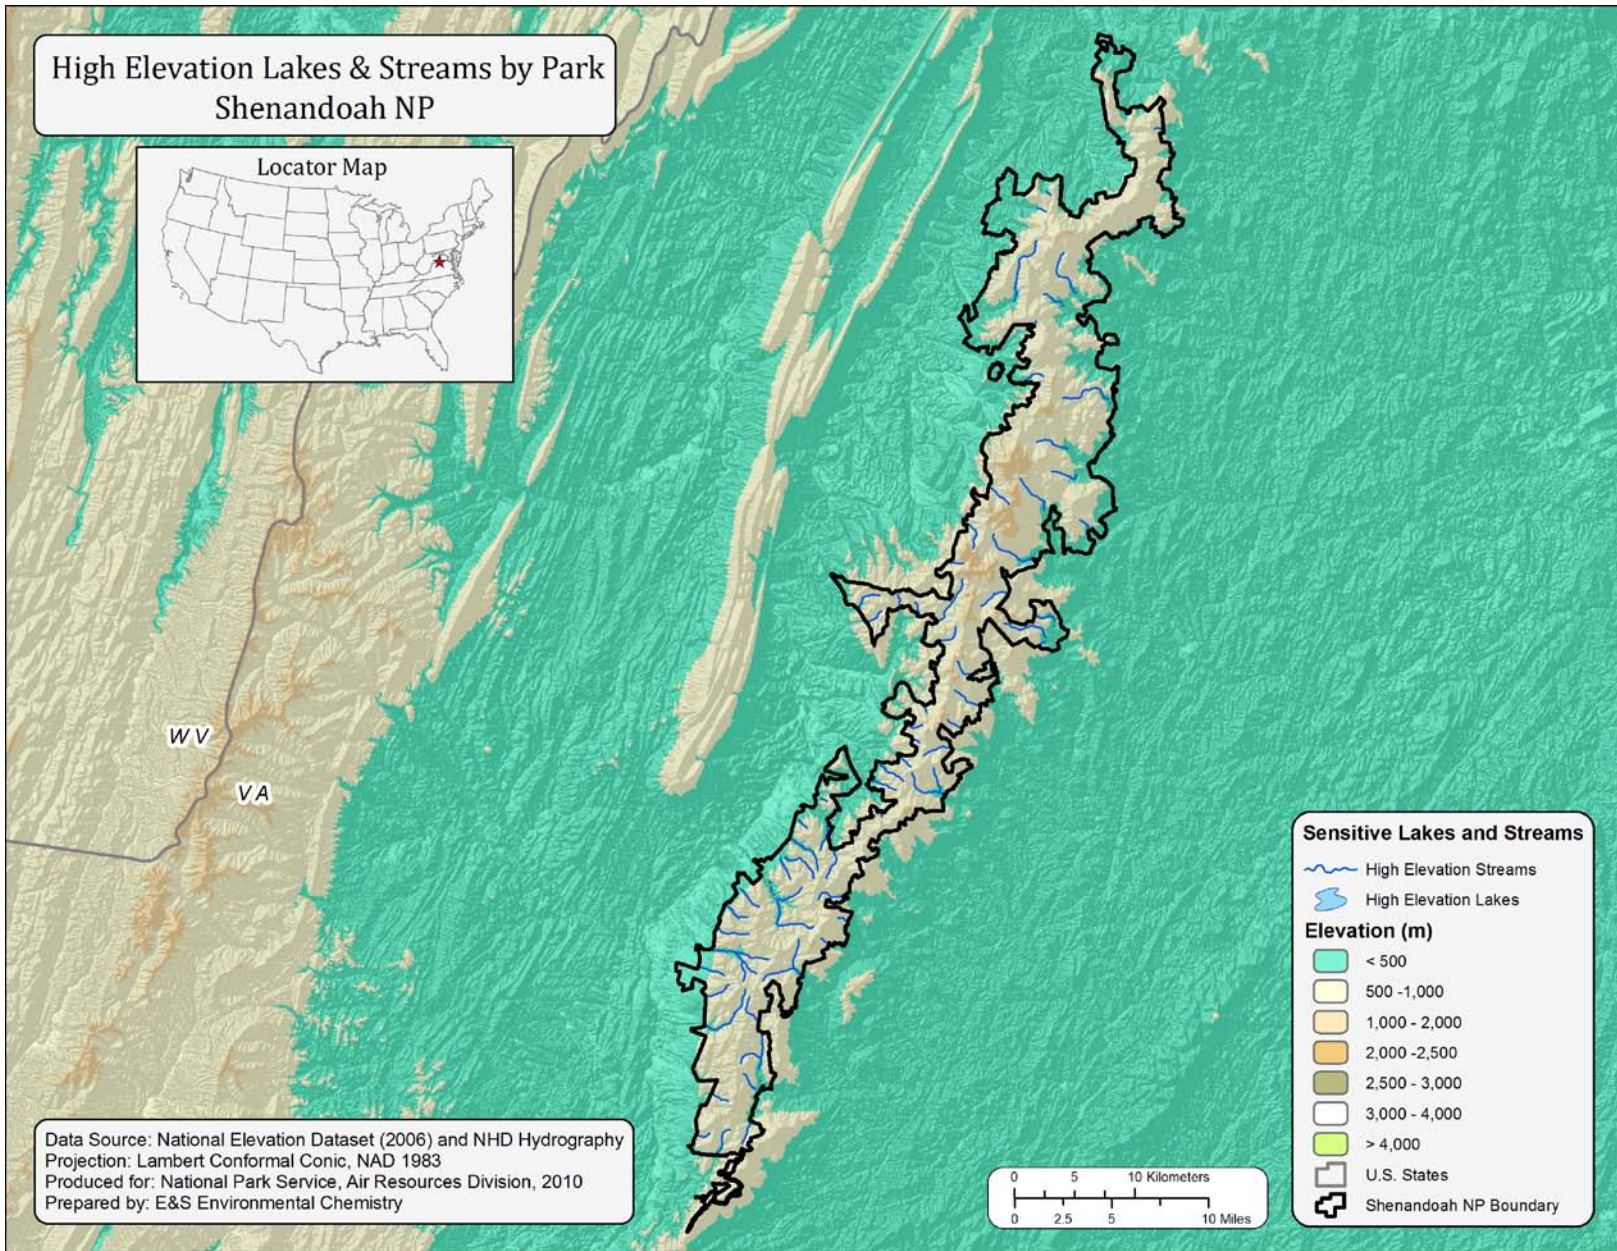 High Elevation Lakes & Streams by Park
Shenandoah NP
Locator Map
WV
VA
Sensitive Lakes and Streams
High Elevation Streams
High Elevation Lakes
Elevation (m)
< 500
500 -1,000
1,000 - 2,000
2,000 -2,500
2,500 - 3,000
3,000 - 4,000
> 4,000
U.S. States
Shenandoah NP Boundary
Data Source: National Elevation Dataset (2006) and NHD Hydrography
Projection: Lambert Conformal Conic, NAD 1983
Produced for: National Park Service, Air Resources Division, 2010
Prepared by: E&S Environmental Chemistry
0 5 10 Kilometers
0 2.5 5 10 Miles